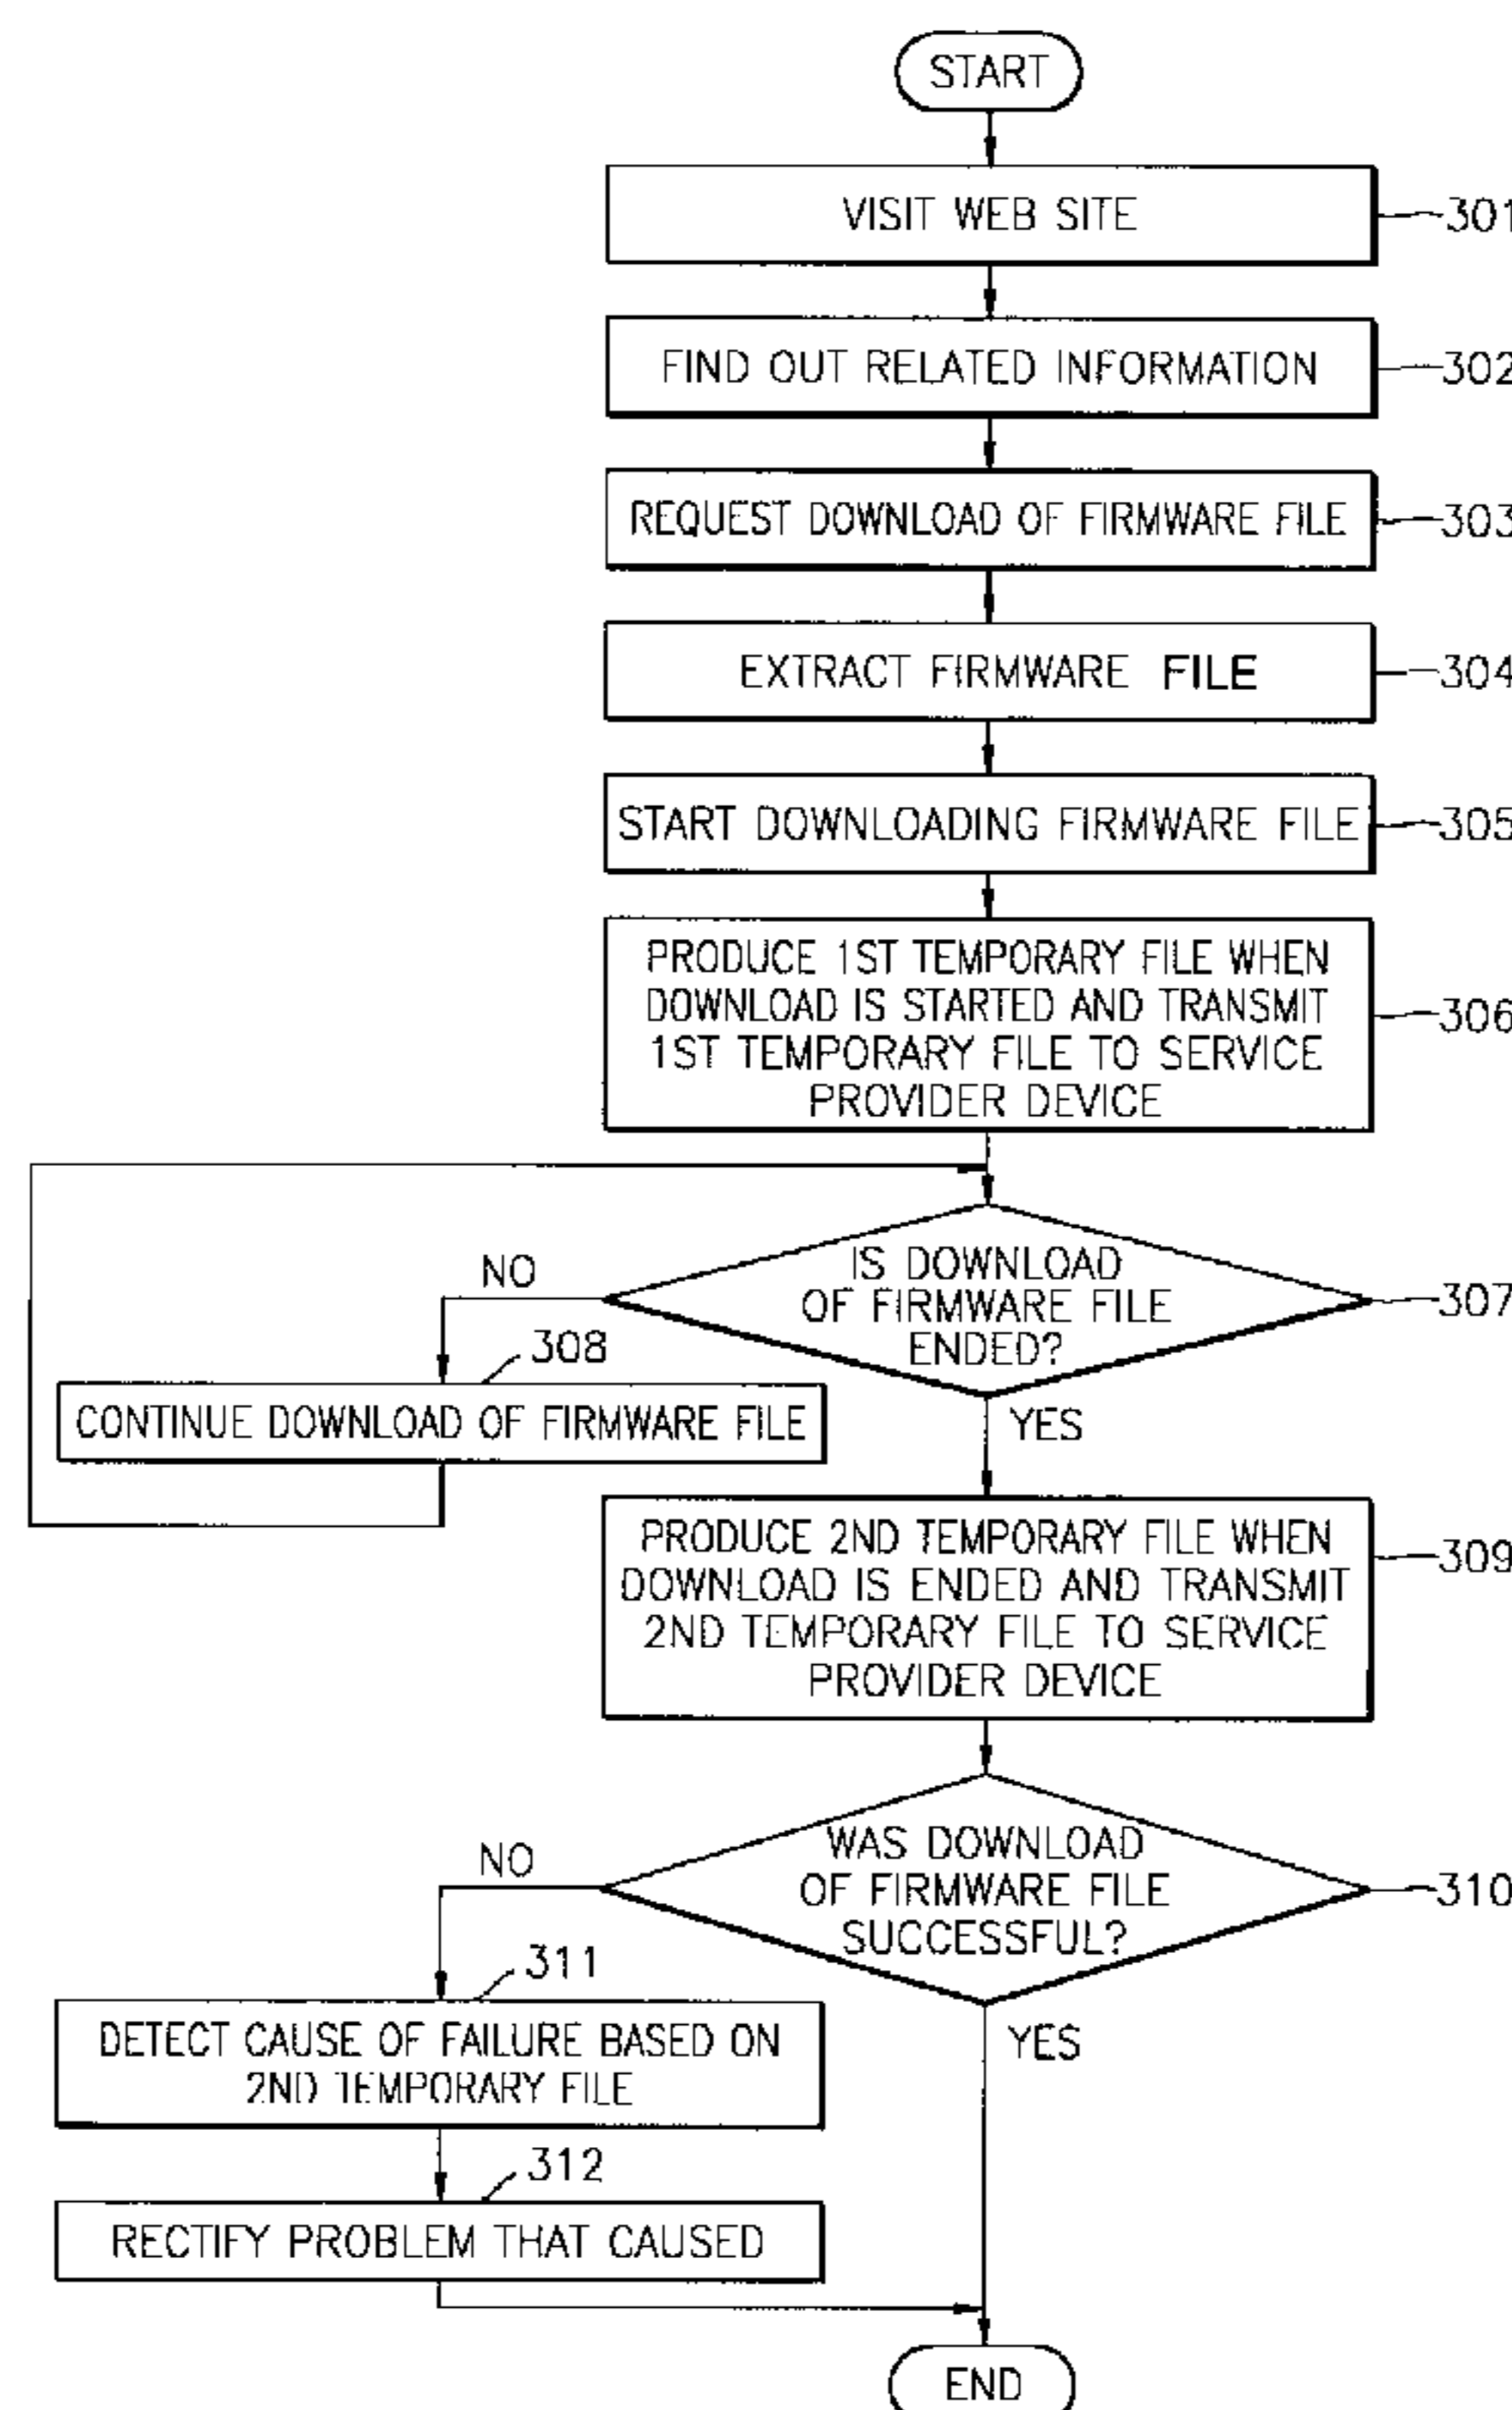 START
VISIT WEB SITE
301
FIND OUT RELATED INFORMATION
302
REQUEST DOWNLOAD OF FIRMWARE FILE
303
EXTRACT FIRMWARE FILE
304
START DOWNLOADING FIRMWARE FILE
305
PRODUCE 1ST TEMPORARY FILE WHEN
DOWNLOAD IS STARTED AND TRANSMIT
1ST TEMPORARY FILE TO SERVICE
PROVIDER DEVICE
306
IS DOWNLOAD
OF FIRMWARE FILE
ENDED?
307
NO
308
CONTINUE DOWNLOAD OF FIRMWARE FILE
YES
PRODUCE 2ND TEMPORARY FILE WHEN
DOWNLOAD IS ENDED AND TRANSMIT
2ND TEMPORARY FILE TO SERVICE
PROVIDER DEVICE
309
WAS DOWNLOAD
OF FIRMWARE FILE
SUCCESSFUL?
310
NO
311
DETECT CAUSE OF FAILURE BASED ON
2ND TEMPORARY FILE
YES
312
RECTIFY PROBLEM THAT CAUSED
END